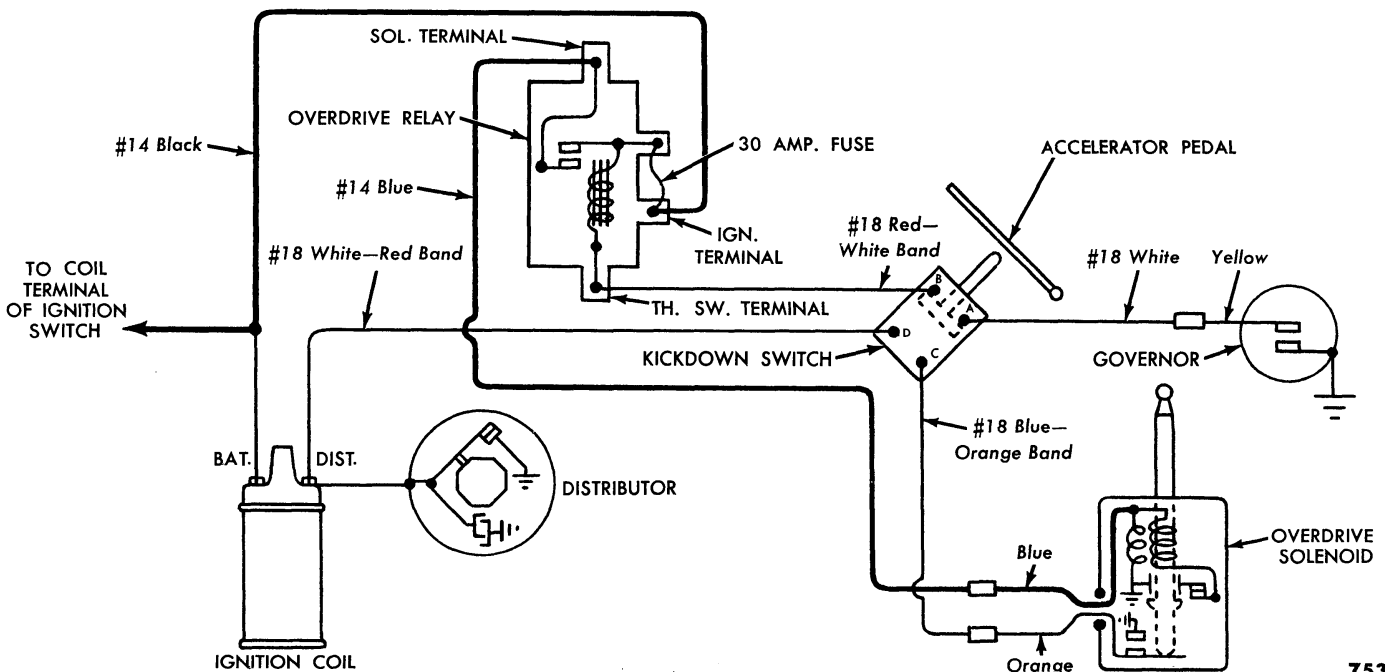 SOL. TERMINAL
OVERDRIVE RELAY
#14 Black
30 AMP. FUSE
ACCELERATOR PEDAL
#14 Blue
#18 Red—
White Band
IGN.
TERMINAL
#18 White—Red Band
#18 White
Yellow
TO COIL
TERMINAL
OF IGNITION
SWITCH
TH. SW. TERMINAL
B
A
D
C
KICKDOWN SWITCH
GOVERNOR
#18 Blue—
Orange Band
BAT.
DIST.
DISTRIBUTOR
OVERDRIVE
SOLENOID
Blue
IGNITION COIL
Orange
753